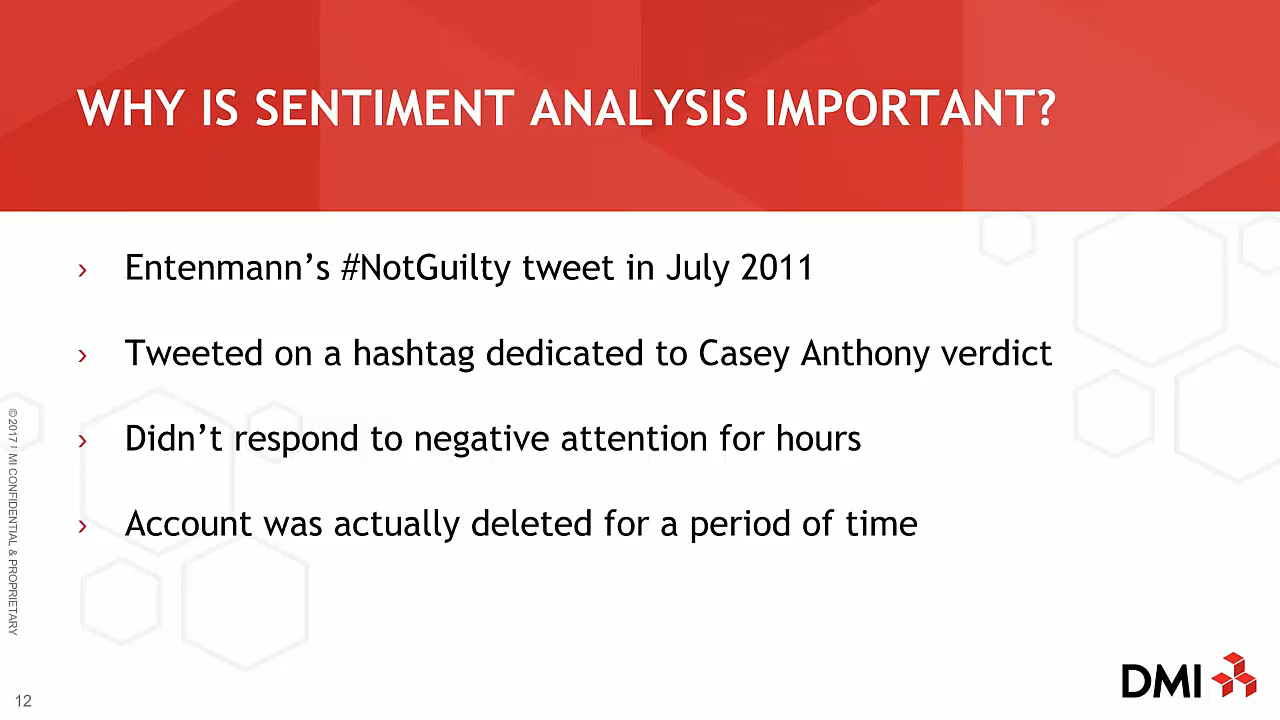 WHY IS SENTIMENT ANALYSIS IMPORTANT?
› Entenmann’s #NotGuilty tweet in July 2011
› Tweeted on a hashtag dedicated to Casey Anthony verdict
› Didn’t respond to negative attention for hours
› Account was actually deleted for a period of time
© 2017 / MI CONFIDENTIAL & PROPRIETARY
12
DMI